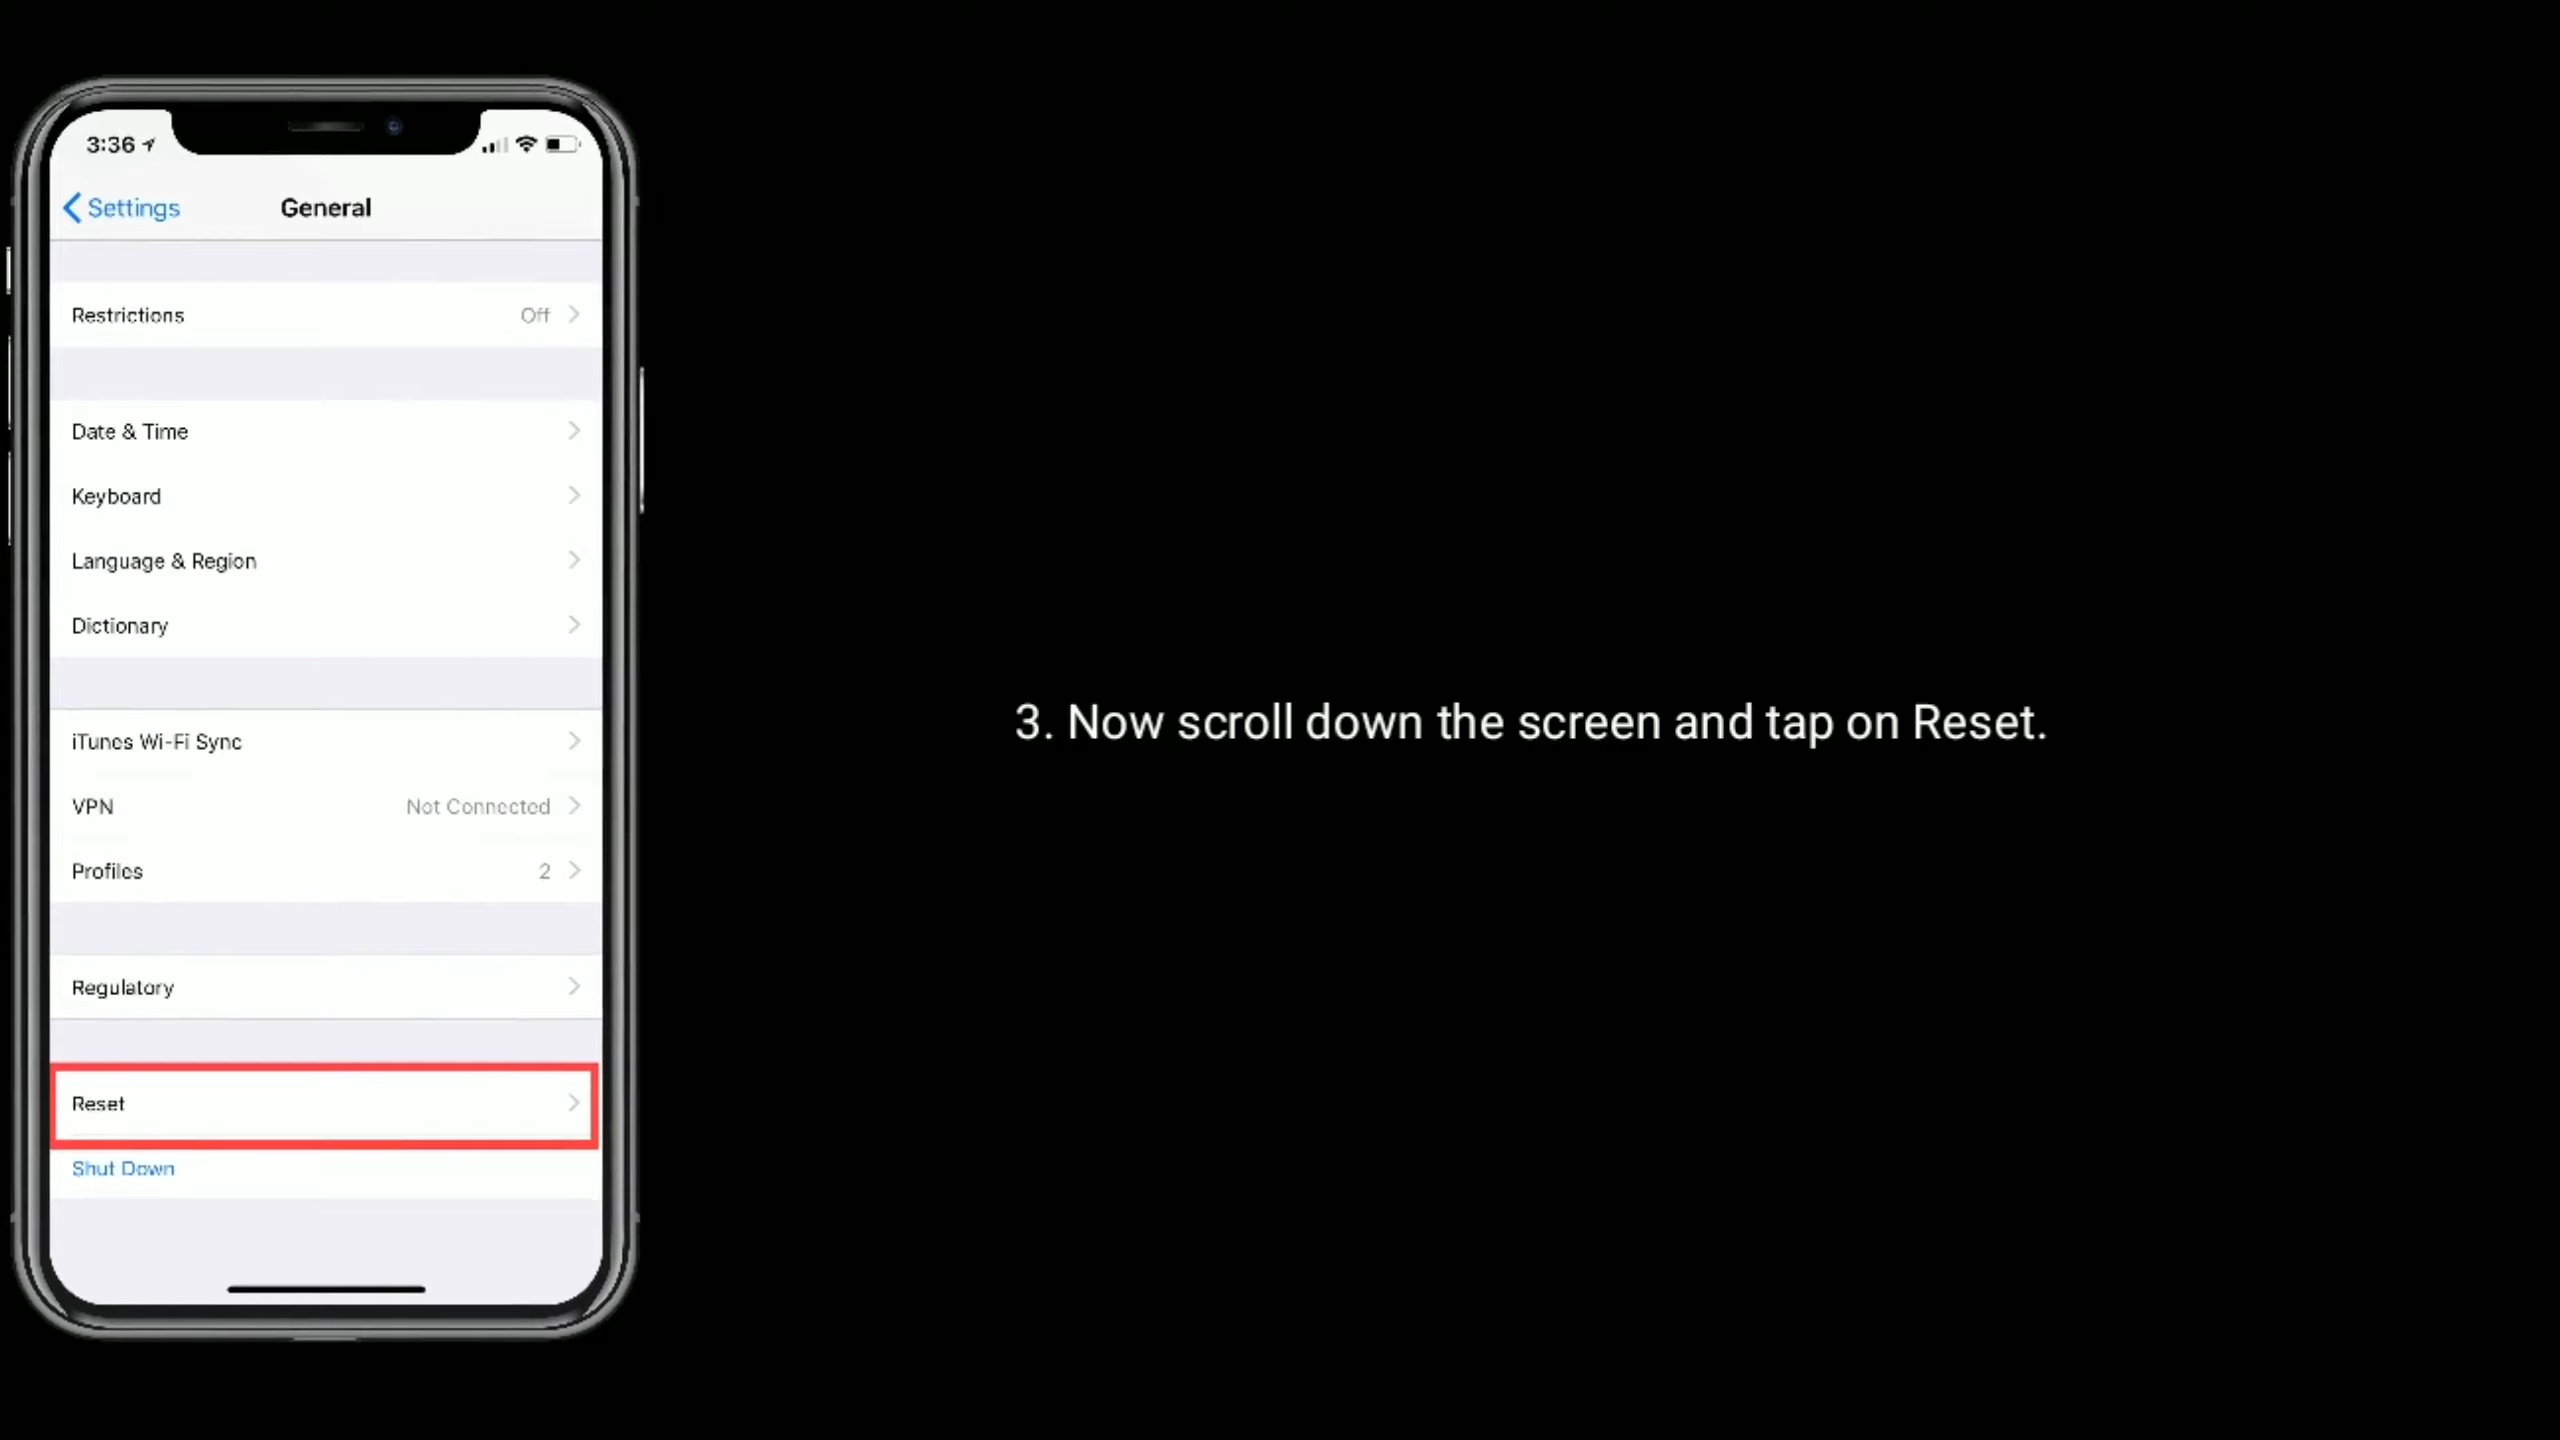 3:36
Settings
General
Restrictions Off
Date & Time
Keyboard
Language & Region
Dictionary
iTunes Wi-Fi Sync
VPN Not Connected
Profiles 2
Regulatory
Reset
Shut Down
3. Now scroll down the screen and tap on Reset.